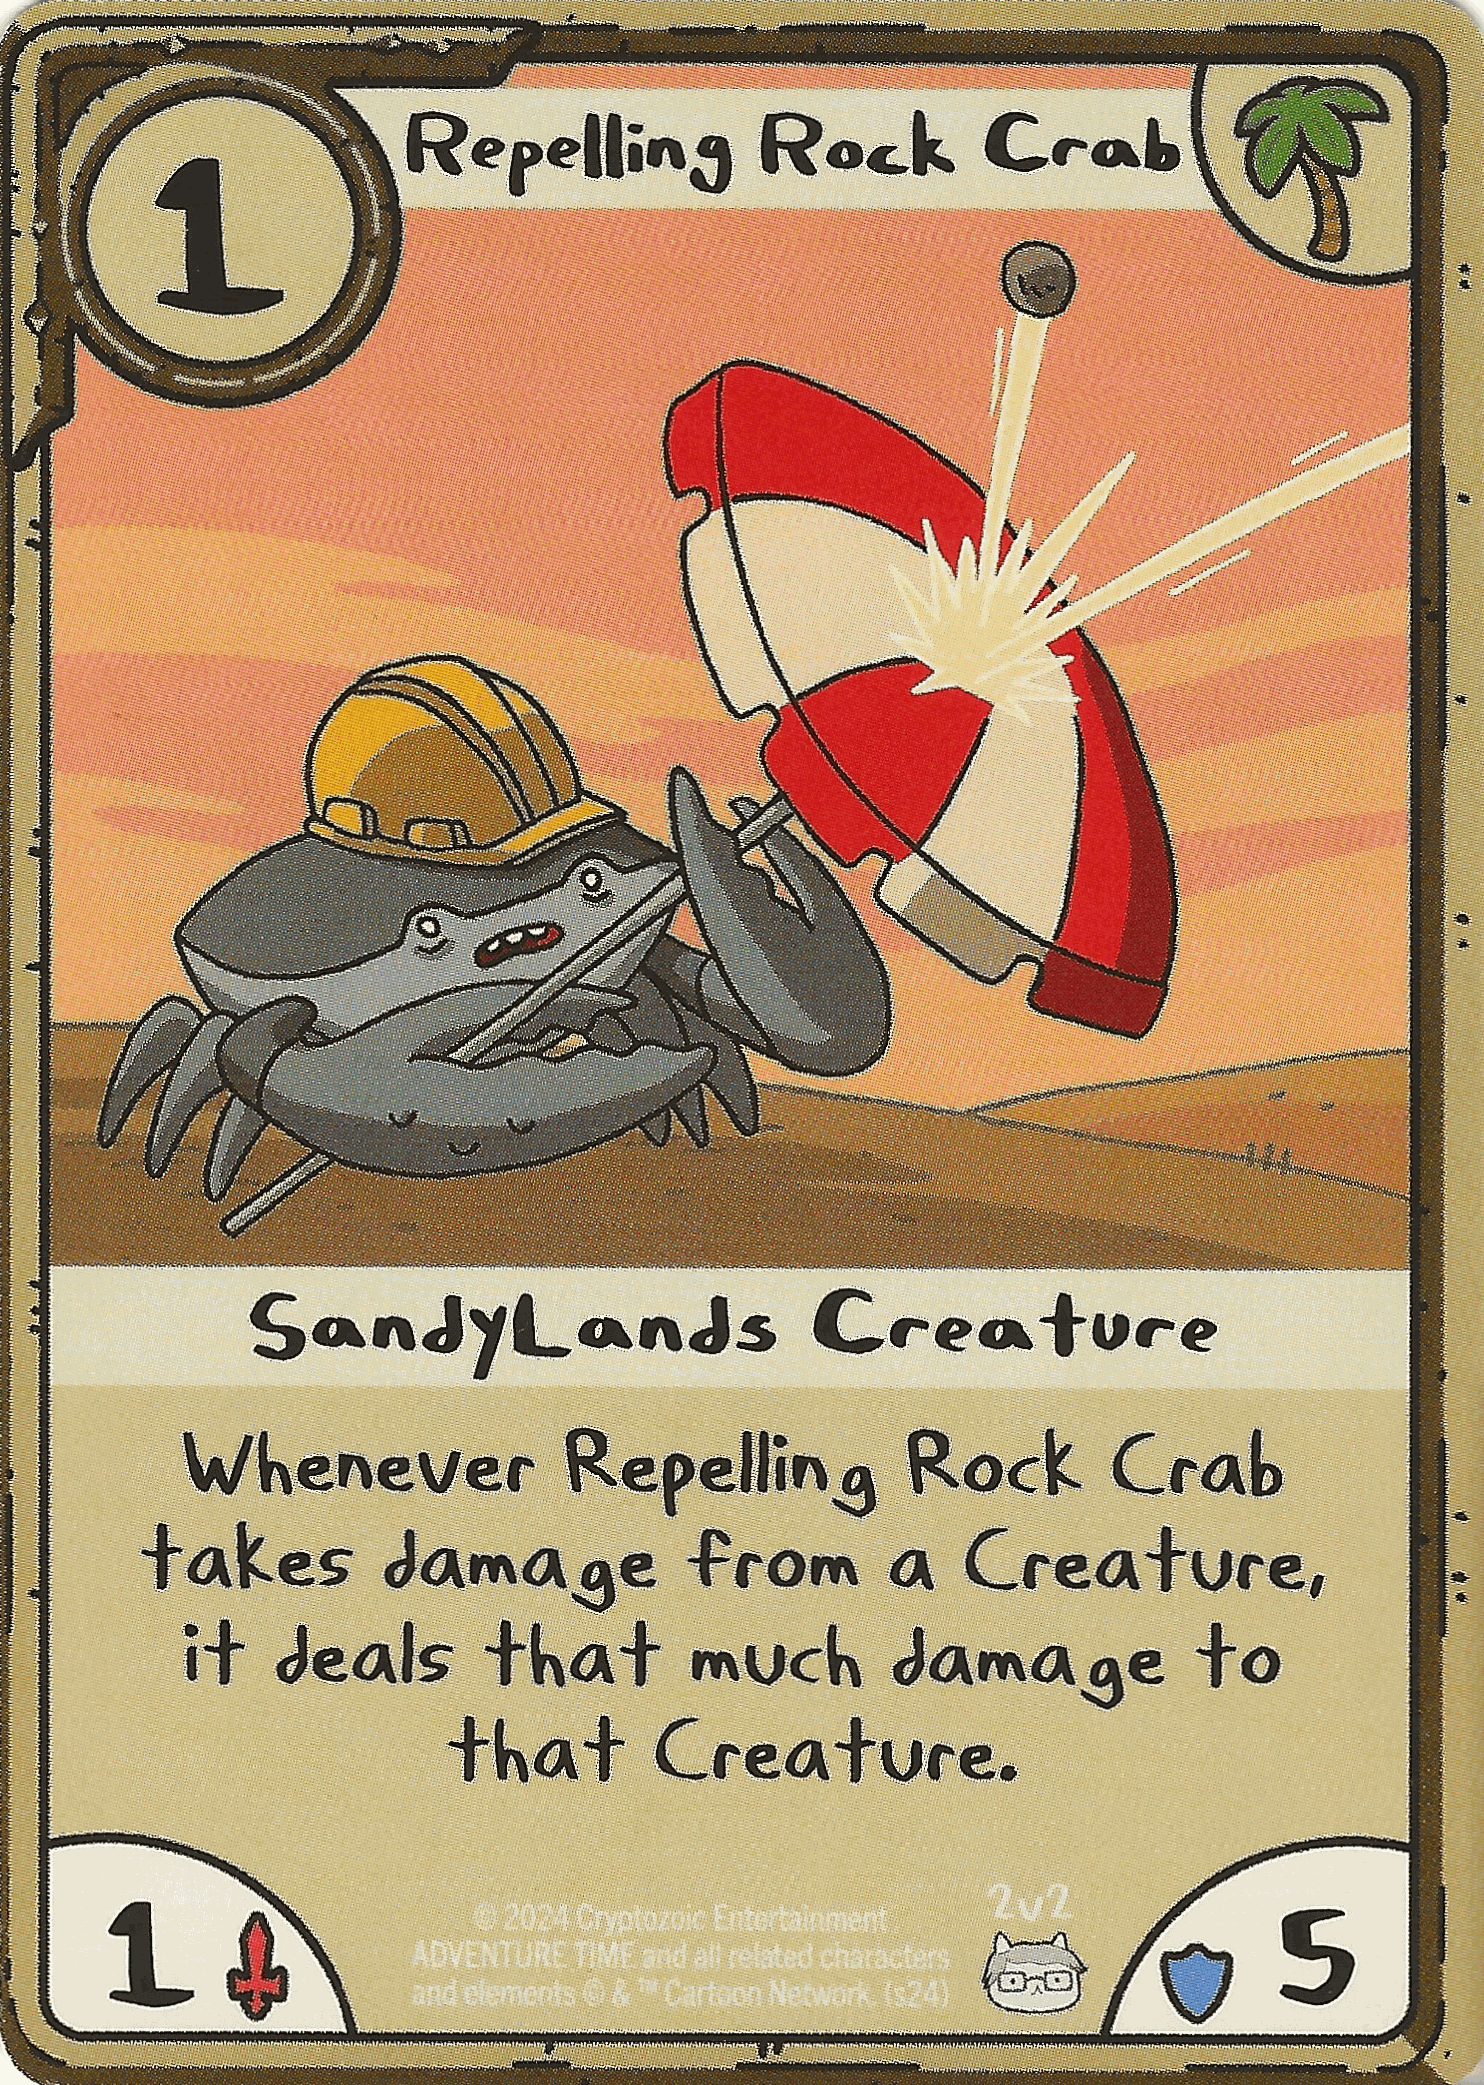 1
Repelling Rock Crab
SandyLands Creature
Whenever Repelling Rock Crab
takes damage from a Creature,
it deals that much damage to
that Creature.
1
© 2024 Cryptozoic Entertainment
ADVENTURE TIME and all related characters
and elements © & ™ Cartoon Network. (s24)
2v2
5